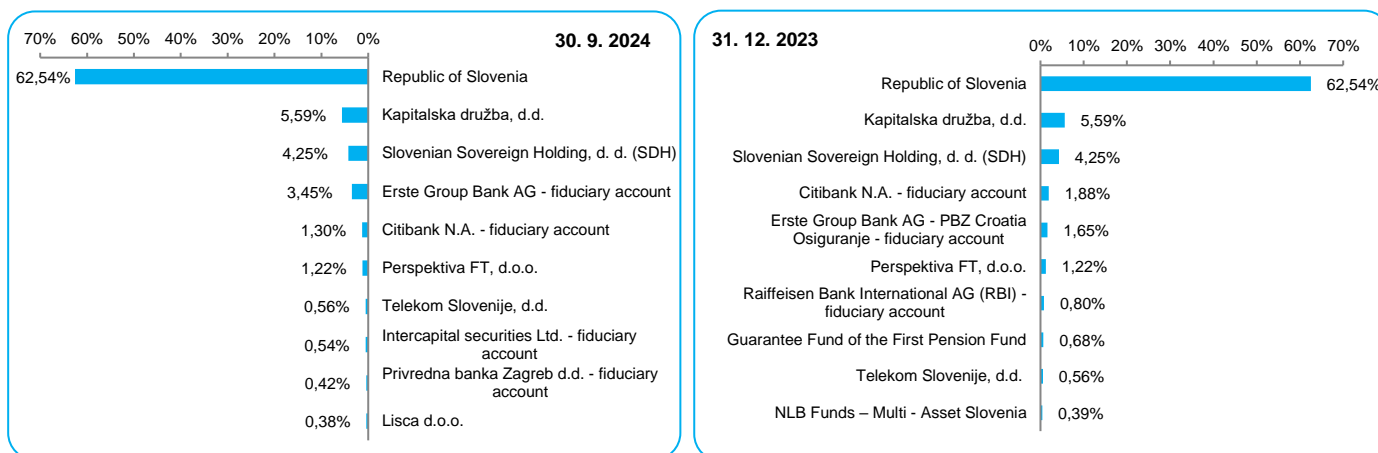 70% 60% 50% 40% 30% 20% 10% 0%
30. 9. 2024
62,54% Republic of Slovenia
5,59% Kapitalska družba, d.d.
4,25% Slovenian Sovereign Holding, d. d. (SDH)
3,45% Erste Group Bank AG - fiduciary account
1,30% Citibank N.A. - fiduciary account
1,22% Perspektiva FT, d.o.o.
0,56% Telekom Slovenije, d.d.
0,54% Intercapital securities Ltd. - fiduciary
account
0,42% Privredna banka Zagreb d.d. - fiduciary
account
0,38% Lisca d.o.o.
31. 12. 2023
0% 10% 20% 30% 40% 50% 60% 70%
Republic of Slovenia 62,54%
Kapitalska družba, d.d. 5,59%
Slovenian Sovereign Holding, d. d. (SDH) 4,25%
Citibank N.A. - fiduciary account 1,88%
Erste Group Bank AG - PBZ Croatia
Osiguranje - fiduciary account 1,65%
Perspektiva FT, d.o.o. 1,22%
Raiffeisen Bank International AG (RBI) -
fiduciary account 0,80%
Guarantee Fund of the First Pension Fund 0,68%
Telekom Slovenije, d.d. 0,56%
NLB Funds – Multi - Asset Slovenia 0,39%